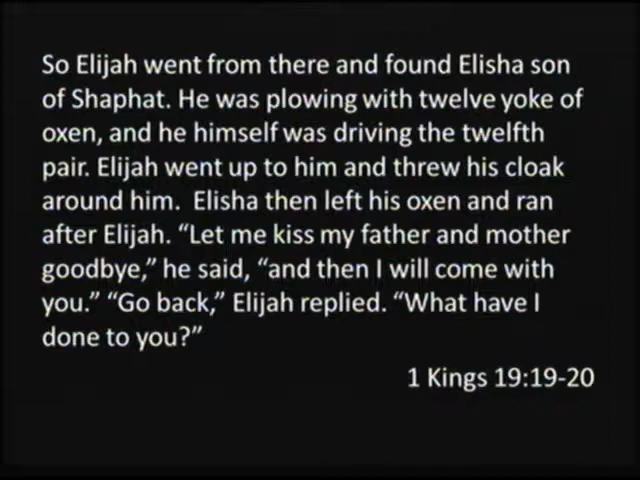 So Elijah went from there and found Elisha son
of Shaphat. He was plowing with twelve yoke of
oxen, and he himself was driving the twelfth
pair. Elijah went up to him and threw his cloak
around him.  Elisha then left his oxen and ran
after Elijah. “Let me kiss my father and mother
goodbye,” he said, “and then I will come with
you.” “Go back,” Elijah replied. “What have I
done to you?”
1 Kings 19:19-20